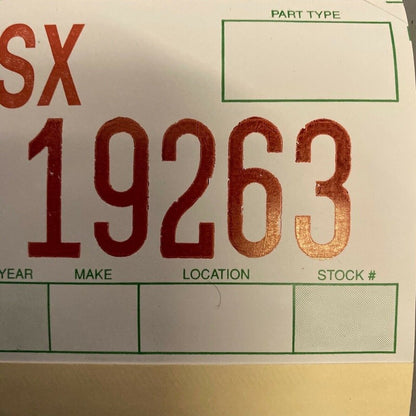 PART TYPE
SX
19263
YEAR MAKE LOCATION STOCK #